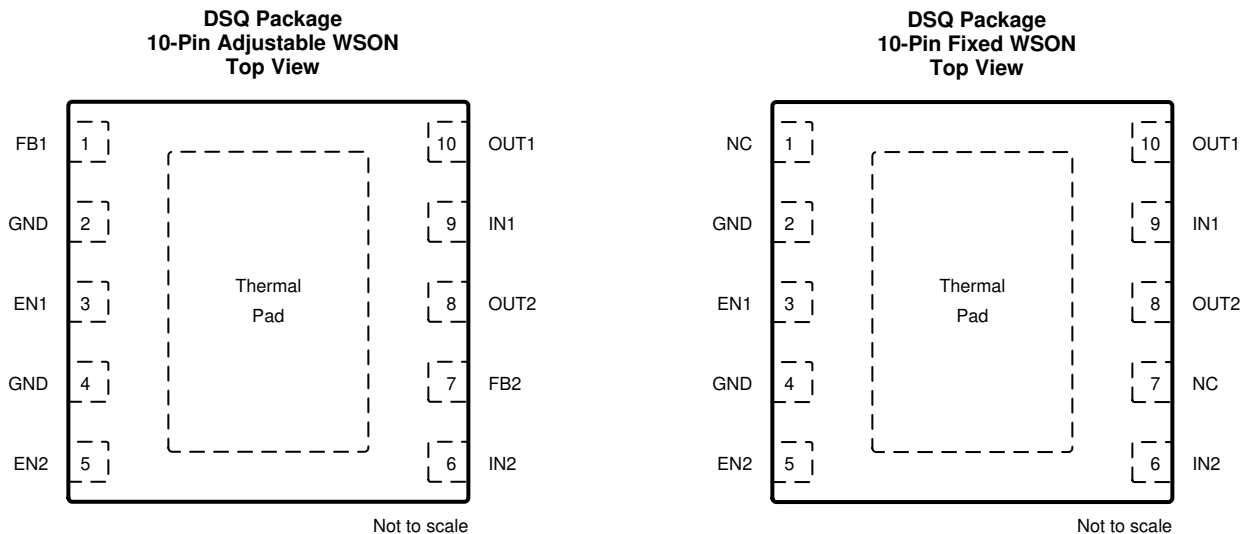 DSQ Package
10-Pin Adjustable WSON
Top View
FB1 1 10 OUT1
GND 2 9 IN1
EN1 3 8 OUT2
GND 4 7 FB2
EN2 5 6 IN2
Thermal
Pad
Not to scale
DSQ Package
10-Pin Fixed WSON
Top View
NC 1 10 OUT1
GND 2 9 IN1
EN1 3 8 OUT2
GND 4 7 NC
EN2 5 6 IN2
Thermal
Pad
Not to scale